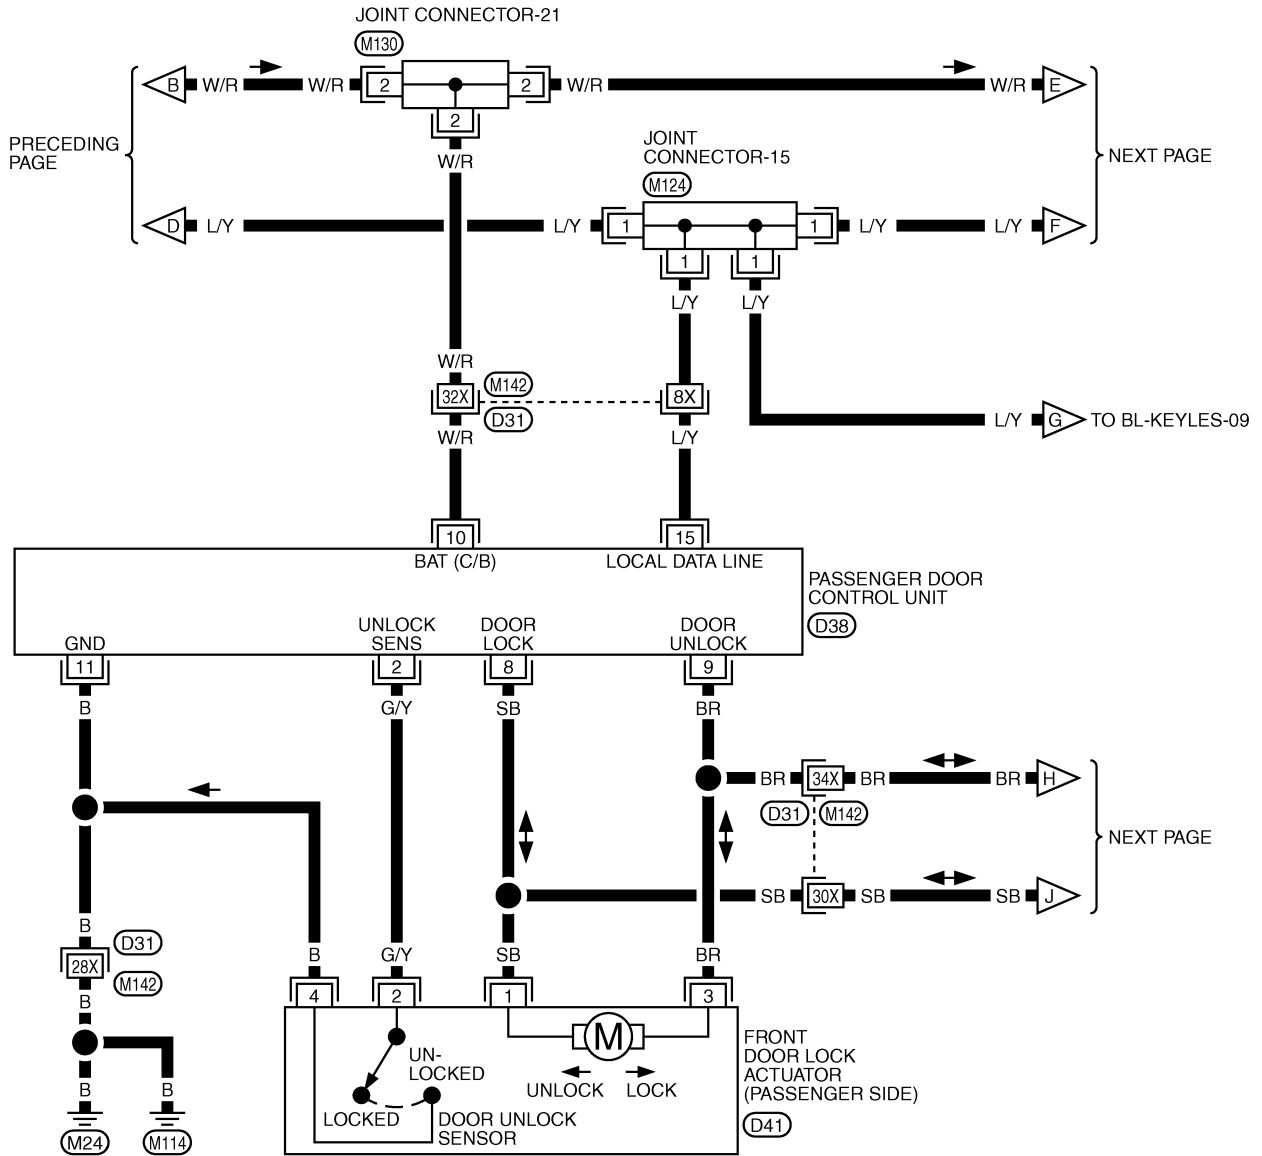 JOINT CONNECTOR-21
M130
B W/R W/R 2 2 W/R W/R E
2
PRECEDING
PAGE
W/R
JOINT
CONNECTOR-15
NEXT PAGE
M124
D L/Y L/Y 1 1 L/Y L/Y F
1 1
L/Y L/Y
W/R
32X M142 8X
D31
L/Y G TO BL-KEYLES-09
W/R L/Y
10 15
BAT (C/B) LOCAL DATA LINE
PASSENGER DOOR
CONTROL UNIT
D38
GND
UNLOCK
SENS
DOOR
LOCK
DOOR
UNLOCK
11 2 8 9
B G/Y SB BR
BR 34X BR BR H
D31 M142
NEXT PAGE
SB 30X SB SB J
B
D31
28X
M142
B
B G/Y SB BR
4 2 1 3
M
UN-
LOCKED
UNLOCK LOCK
LOCKED
DOOR UNLOCK
SENSOR
FRONT
DOOR LOCK
ACTUATOR
(PASSENGER SIDE)
D41
B B
M24 M114